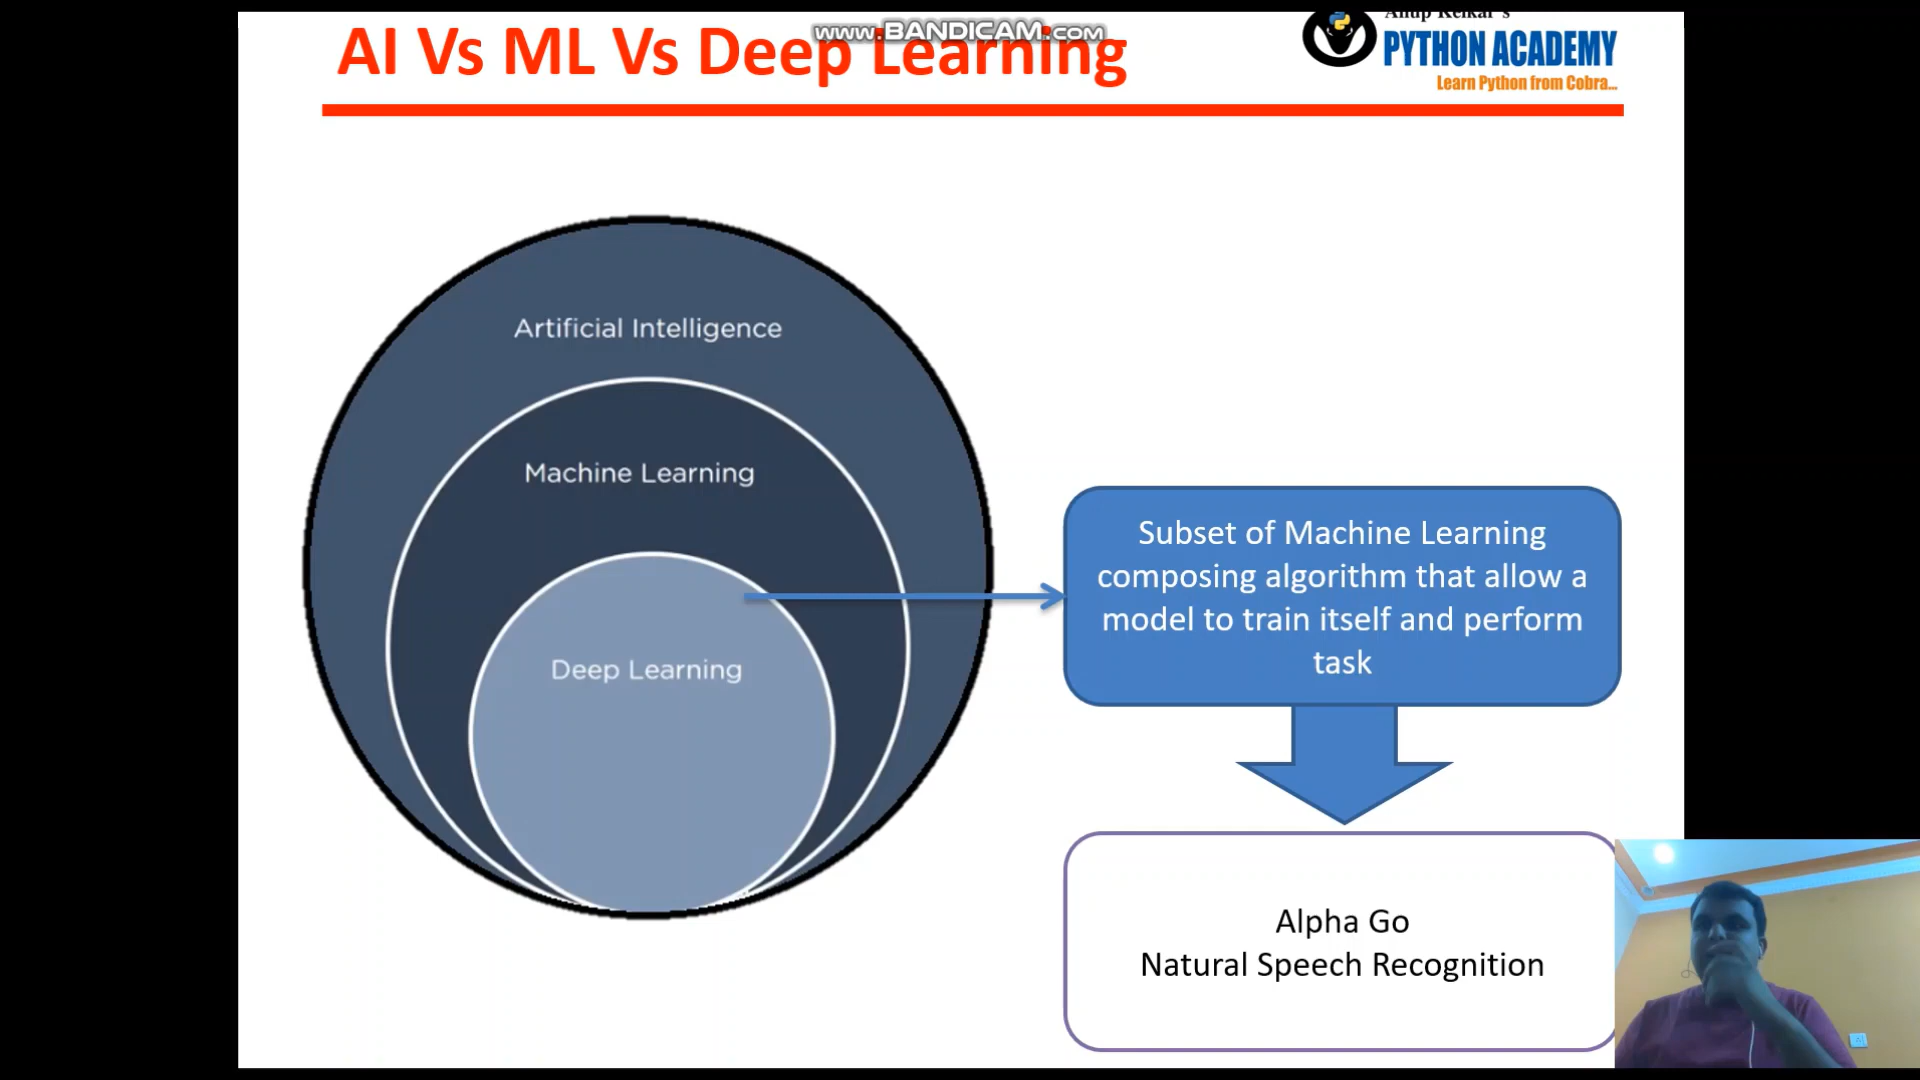 www.BANDICAM.com
AI Vs ML Vs Deep Learning
Anup Kelkar's
PYTHON ACADEMY
Learn Python from Cobra...
Artificial Intelligence
Machine Learning
Deep Learning
Subset of Machine Learning
composing algorithm that allow a
model to train itself and perform
task
Alpha Go
Natural Speech Recognition